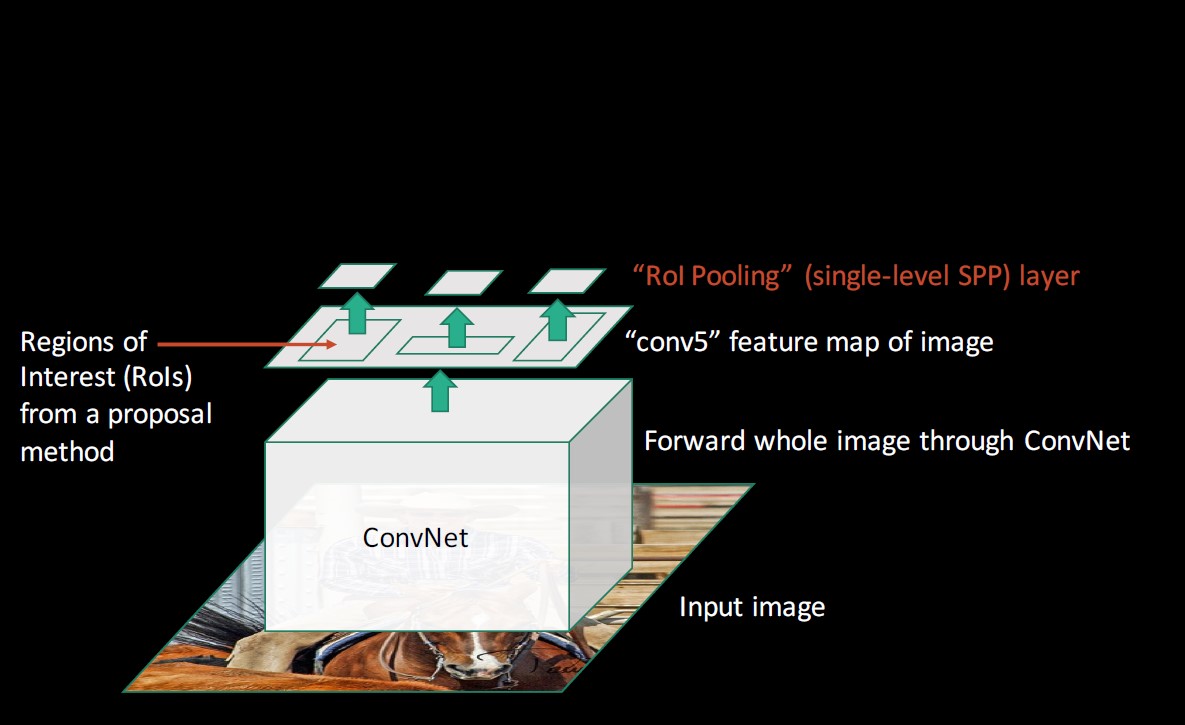 “RoI Pooling” (single-level SPP) layer
Regions of
Interest (RoIs)
from a proposal
method
“conv5” feature map of image
Forward whole image through ConvNet
ConvNet
Input image